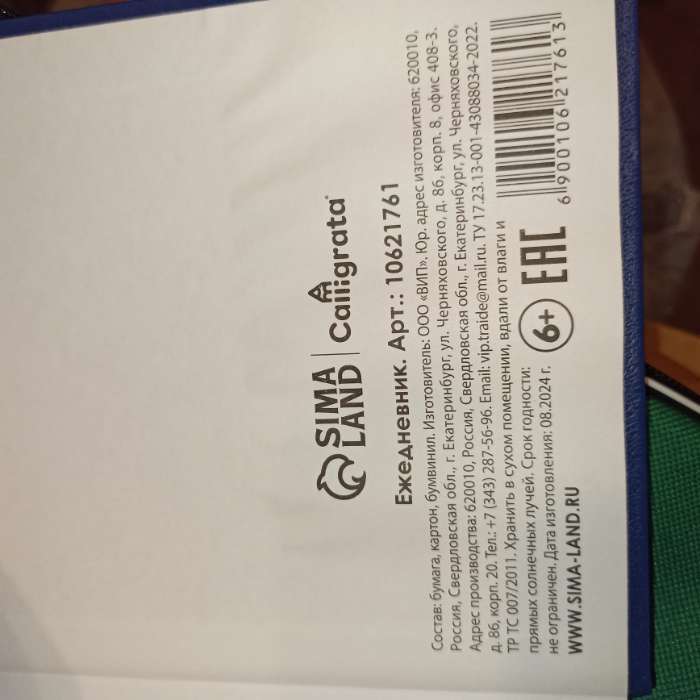 SIMA
LAND
Calligrata
Ежедневник. Арт.: 10621761
Состав: бумага, картон, бумвинил. Изготовитель: ООО «ВИП». Юр. адрес изготовителя: 620010,
Россия, Свердловская обл., г. Екатеринбург, ул. Черняховского, д. 86, корп. 8, офис 408-3.
Адрес производства: 620010, Россия, Свердловская обл., г. Екатеринбург, ул. Черняховского,
д. 86, корп. 20. Тел.: +7 (343) 287-56-96. Email: vip.traide@mail.ru. ТУ 17.23.13-001-43088034-2022.
ТР ТС 007/2011. Хранить в сухом помещении, вдали от влаги и
прямых солнечных лучей. Срок годности:
не ограничен. Дата изготовления: 08.2024 г.
WWW.SIMA-LAND.RU
6+
EAC
6 900106 217613